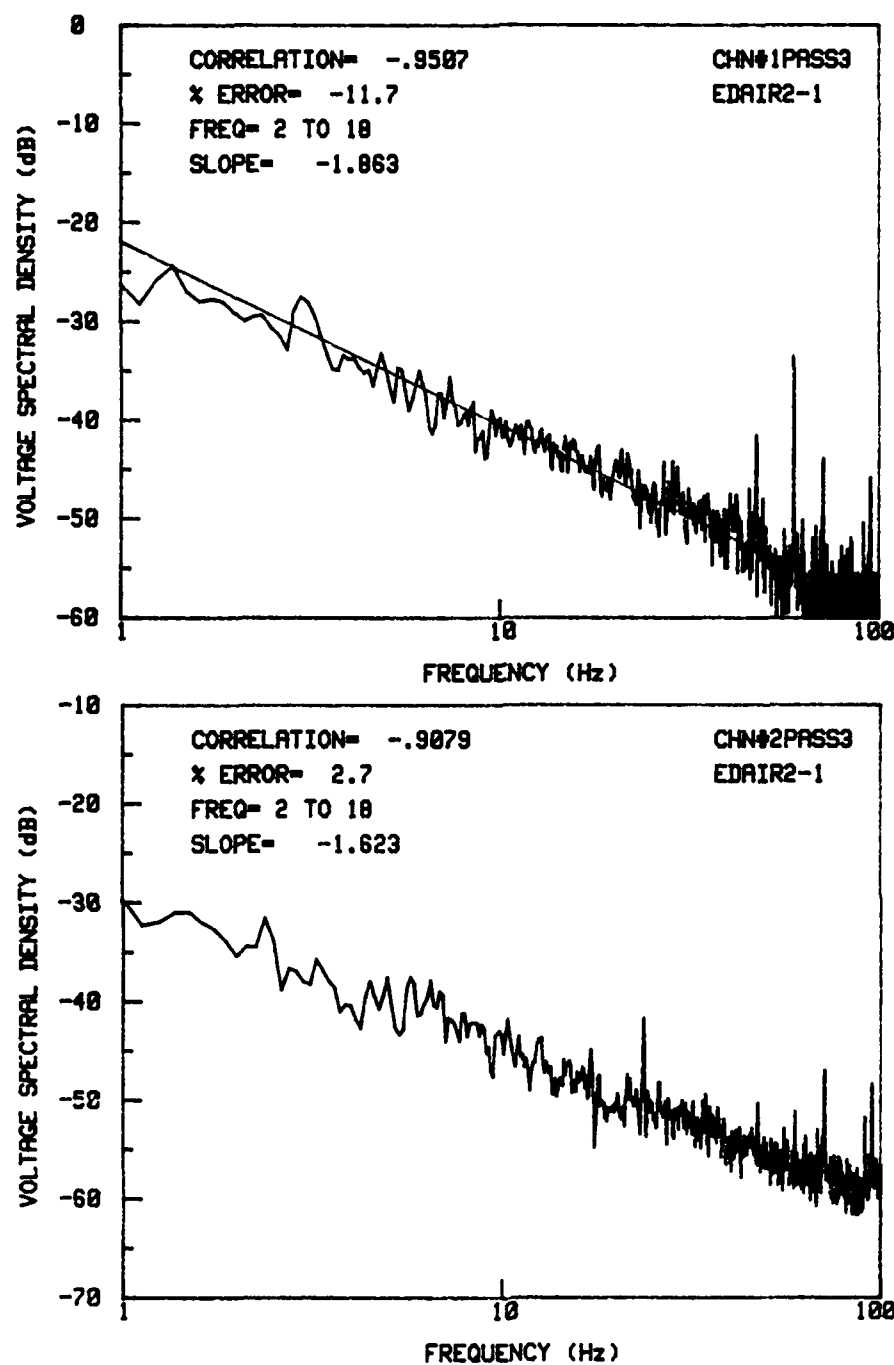 0
-10
-20
-30
-40
-50
-60
VOLTAGE SPECTRAL DENSITY (dB)
CORRELATION= -.9507
% ERROR= -11.7
FREQ= 2 TO 10
SLOPE= -1.863
CHN#1PASS3
EDAIR2-1
1
10
100
FREQUENCY (Hz)
-10
-20
-30
-40
-50
-60
-70
VOLTAGE SPECTRAL DENSITY (dB)
CORRELATION= -.9079
% ERROR= 2.7
FREQ= 2 TO 10
SLOPE= -1.623
CHN#2PASS3
EDAIR2-1
1
10
100
FREQUENCY (Hz)